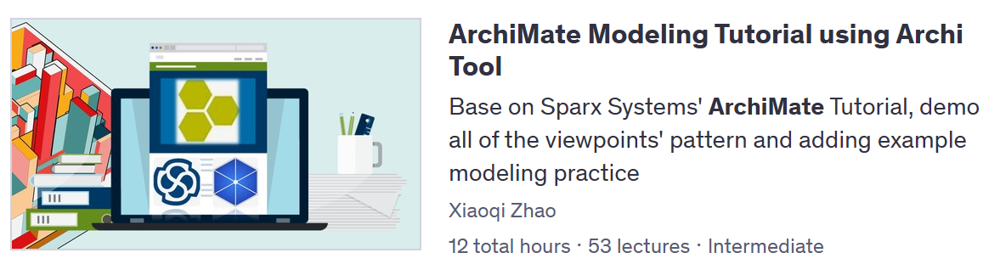 ArchiMate Modeling Tutorial using Archi
Tool
Base on Sparx Systems' ArchiMate Tutorial, demo
all of the viewpoints' pattern and adding example
modeling practice
Xiaoqi Zhao
12 total hours · 53 lectures · Intermediate